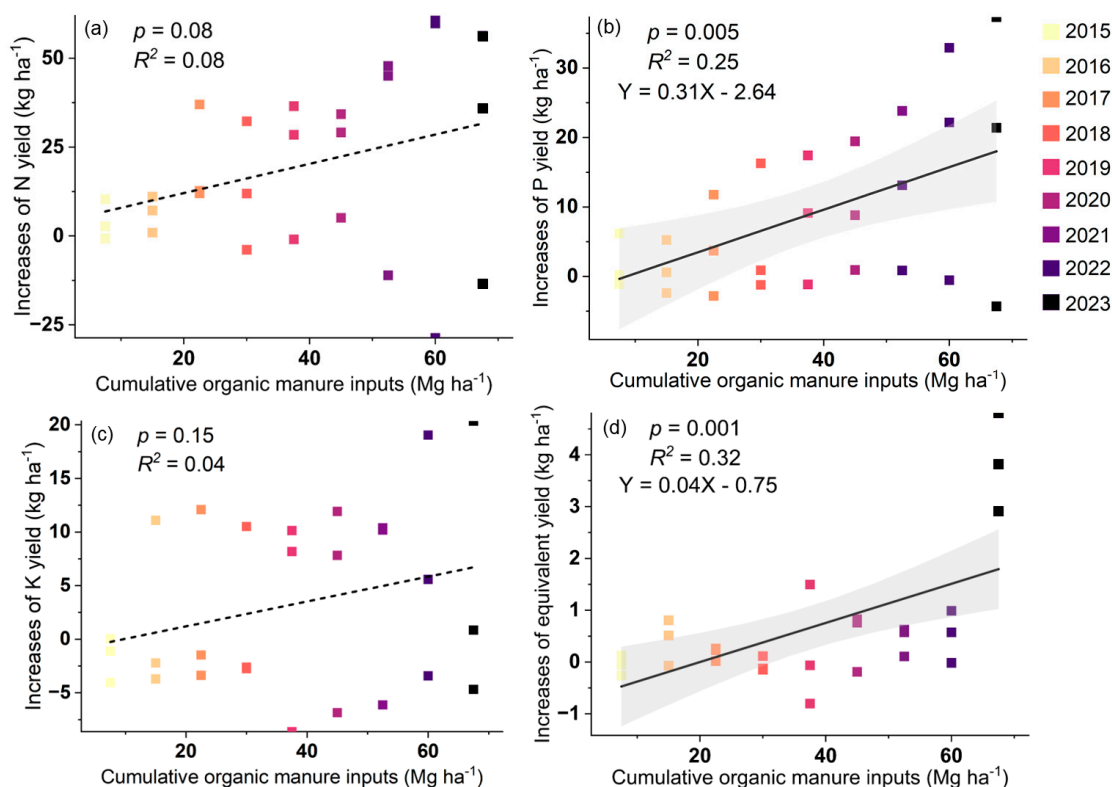 (a)
p = 0.08
R² = 0.08
50
25
0
−25
20
40
60
Increases of N yield (kg ha⁻¹)
Cumulative organic manure inputs (Mg ha⁻¹)
(b)
p = 0.005
R² = 0.25
Y = 0.31X - 2.64
30
20
10
0
20
40
60
Increases of P yield (kg ha⁻¹)
Cumulative organic manure inputs (Mg ha⁻¹)
2015
2016
2017
2018
2019
2020
2021
2022
2023
(c)
p = 0.15
R² = 0.04
20
15
10
5
0
−5
20
40
60
Increases of K yield (kg ha⁻¹)
Cumulative organic manure inputs (Mg ha⁻¹)
(d)
p = 0.001
R² = 0.32
Y = 0.04X - 0.75
4
3
2
1
0
−1
20
40
60
Increases of equivalent yield (kg ha⁻¹)
Cumulative organic manure inputs (Mg ha⁻¹)